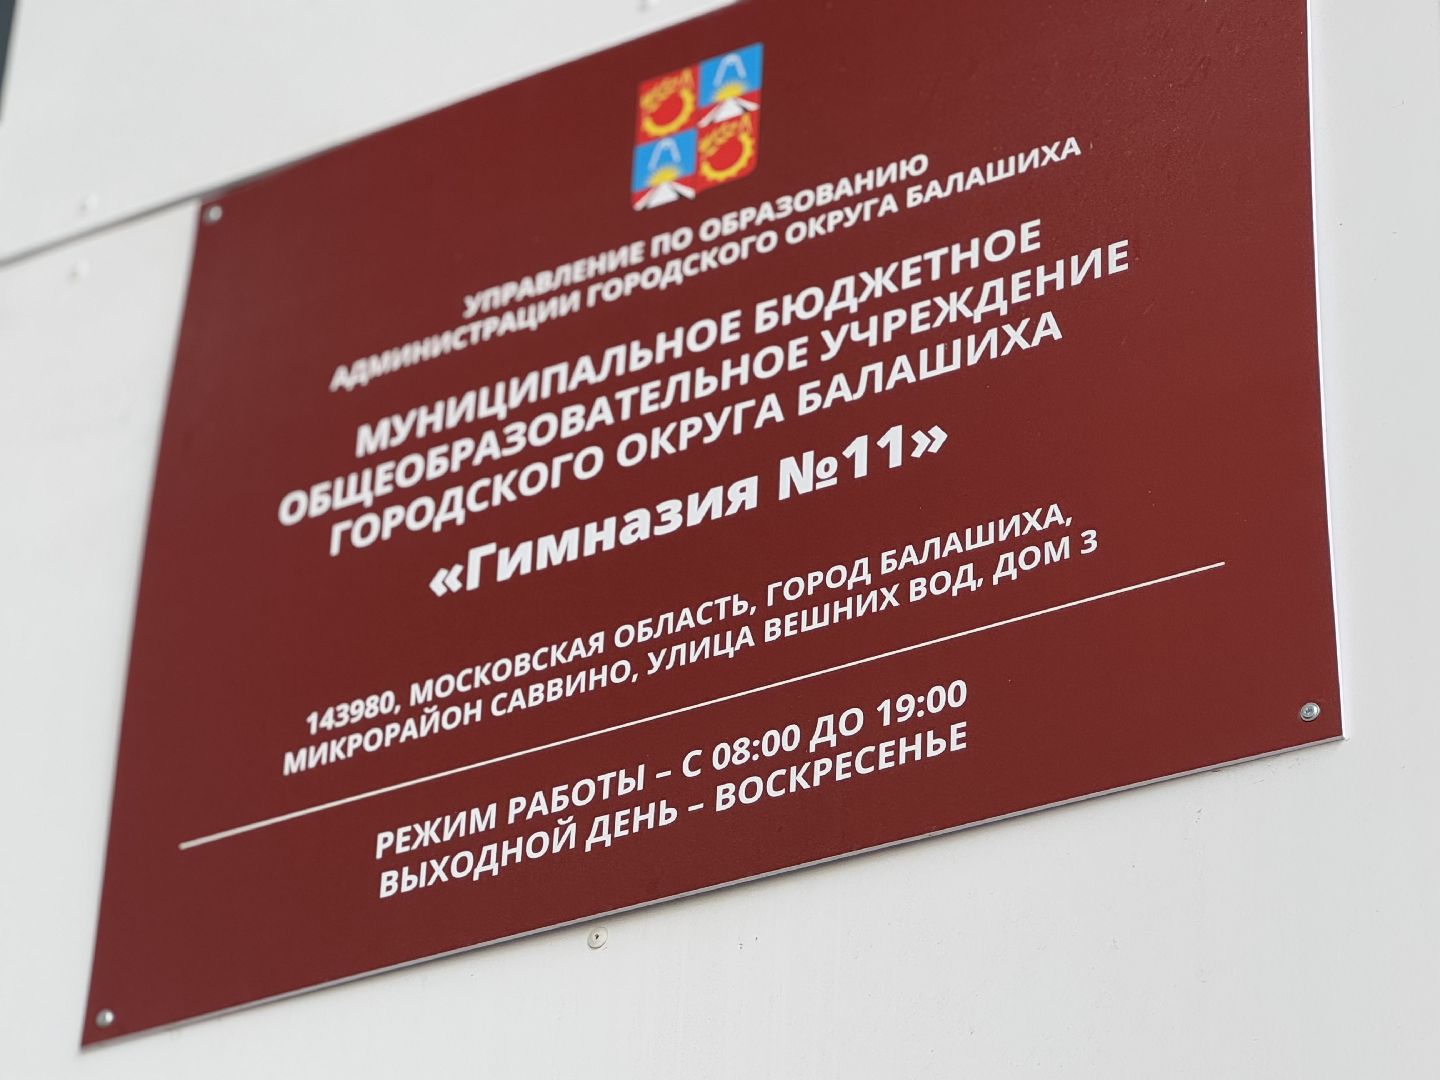 УПРАВЛЕНИЕ ПО ОБРАЗОВАНИЮ
АДМИНИСТРАЦИИ ГОРОДСКОГО ОКРУГА БАЛАШИХА
МУНИЦИПАЛЬНОЕ БЮДЖЕТНОЕ
ОБЩЕОБРАЗОВАТЕЛЬНОЕ УЧРЕЖДЕНИЕ
ГОРОДСКОГО ОКРУГА БАЛАШИХА
«Гимназия №11»
143980, МОСКОВСКАЯ ОБЛАСТЬ, ГОРОД БАЛАШИХА,
МИКРОРАЙОН САВВИНО, УЛИЦА ВЕШНИХ ВОД, ДОМ 3
РЕЖИМ РАБОТЫ – С 08:00 ДО 19:00
ВЫХОДНОЙ ДЕНЬ – ВОСКРЕСЕНЬЕ